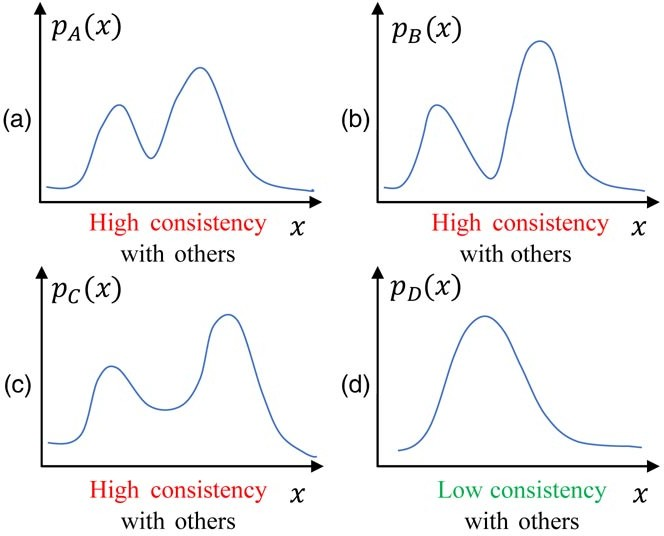 p_A(x)
(a)
High consistency x
with others
p_B(x)
(b)
High consistency x
with others
p_C(x)
(c)
High consistency x
with others
p_D(x)
(d)
Low consistency x
with others